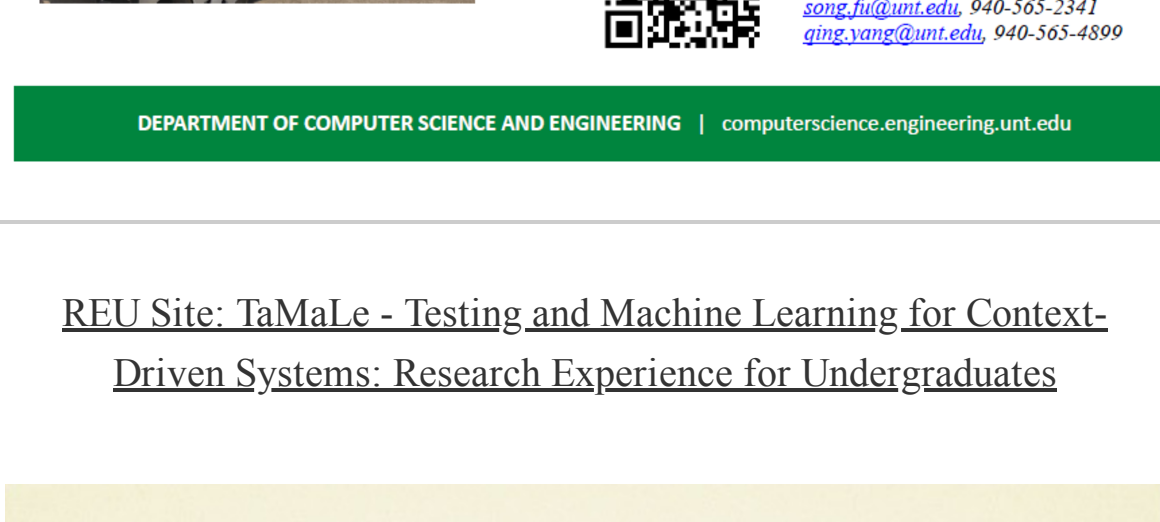 song.fu@unt.edu, 940-565-2341
qing.yang@unt.edu, 940-565-4899
DEPARTMENT OF COMPUTER SCIENCE AND ENGINEERING | computerscience.engineering.unt.edu
REU Site: TaMaLe - Testing and Machine Learning for Context-
Driven Systems: Research Experience for Undergraduates